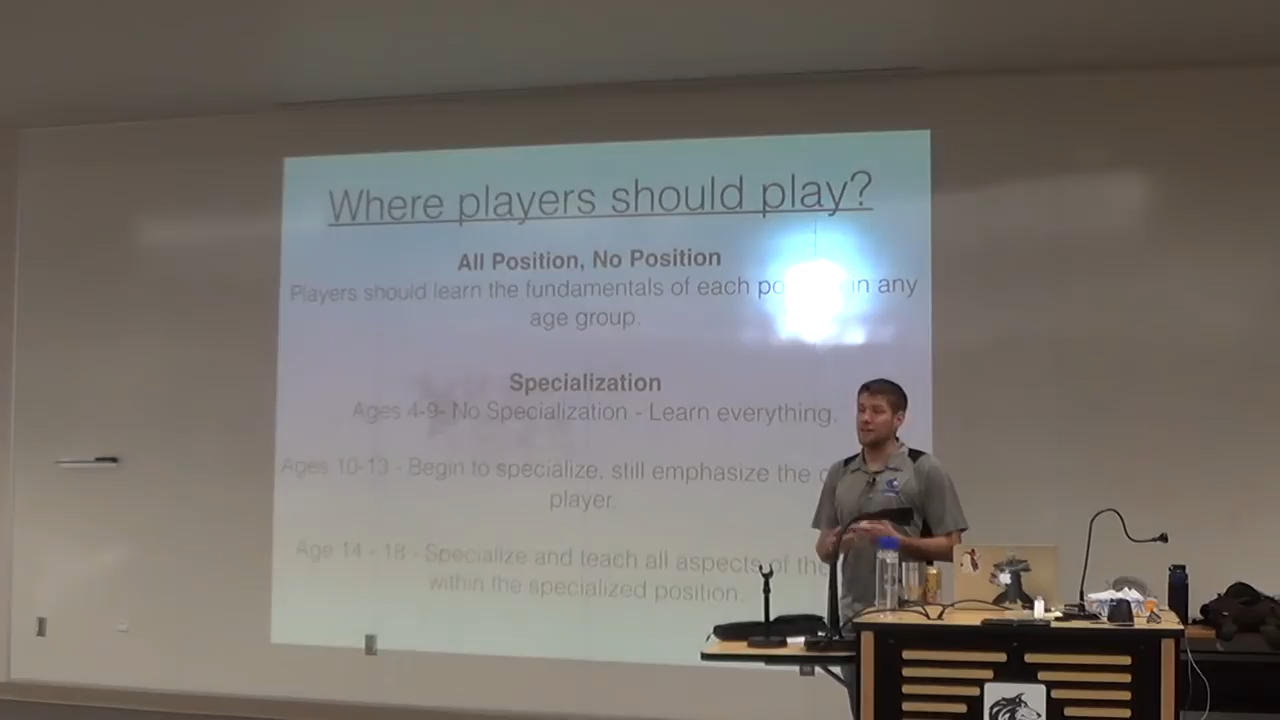 Where players should play?
All Position, No Position
Players should learn the fundamentals of each in any
age group.
Specialization
Ages 4-9- No Specialization - Learn everything.
Ages 10-13 - Begin to specialize, still emphasize the
player.
Age 14 - 18 - Specialize and teach all aspects of the
within the specialized position.